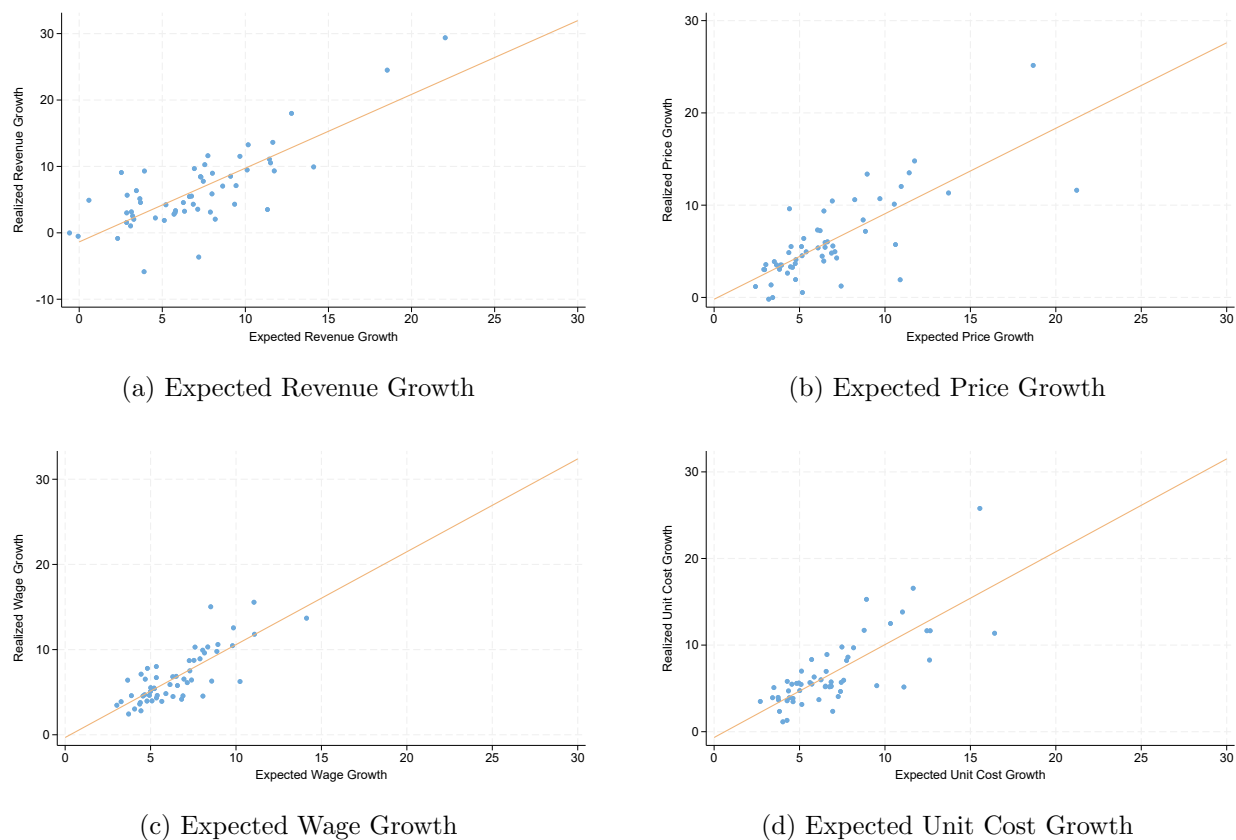 Realized Revenue Growth
30
20
10
0
-10
0 5 10 15 20 25 30
Expected Revenue Growth
(a) Expected Revenue Growth
Realized Price Growth
30
20
10
0
0 5 10 15 20 25 30
Expected Price Growth
(b) Expected Price Growth
Realized Wage Growth
30
20
10
0
0 5 10 15 20 25 30
Expected Wage Growth
(c) Expected Wage Growth
Realized Unit Cost Growth
30
20
10
0
0 5 10 15 20 25 30
Expected Unit Cost Growth
(d) Expected Unit Cost Growth